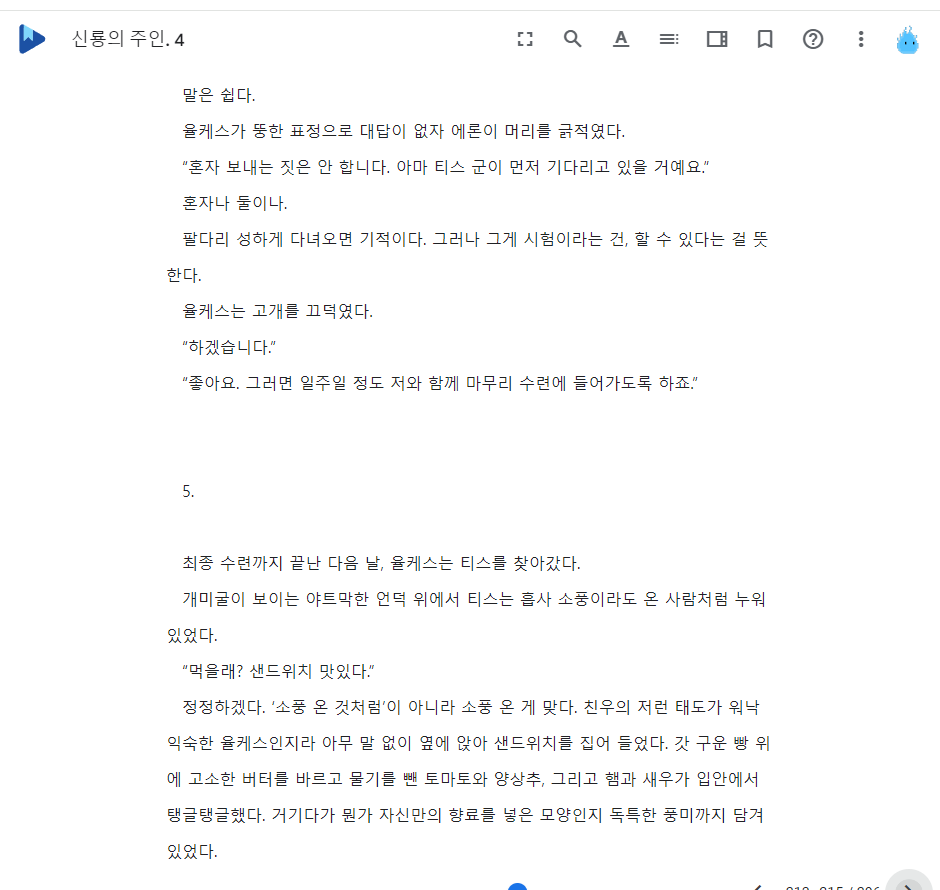 신룡의 주인. 4
말은 쉽다.
율케스가 뚱한 표정으로 대답이 없자 에론이 머리를 긁적였다.
“혼자 보내는 짓은 안 합니다. 아마 티스 군이 먼저 기다리고 있을 거예요.”
혼자나 둘이나.
팔다리 성하게 다녀오면 기적이다. 그러나 그게 시험이라는 건, 할 수 있다는 걸 뜻
한다.
율케스는 고개를 끄덕였다.
“하겠습니다.”
“좋아요. 그러면 일주일 정도 저와 함께 마무리 수련에 들어가도록 하죠.”
5.
최종 수련까지 끝난 다음 날, 율케스는 티스를 찾아갔다.
개미굴이 보이는 야트막한 언덕 위에서 티스는 흡사 소풍이라도 온 사람처럼 누워
있었다.
“먹을래? 샌드위치 맛있다.”
정정하겠다. ‘소풍 온 것처럼’이 아니라 소풍 온 게 맞다. 친우의 저런 태도가 워낙
익숙한 율케스인지라 아무 말 없이 옆에 앉아 샌드위치를 집어 들었다. 갓 구운 빵 위
에 고소한 버터를 바르고 물기를 뺀 토마토와 양상추, 그리고 햄과 새우가 입안에서
탱글탱글했다. 거기다가 뭔가 자신만의 향료를 넣은 모양인지 독특한 풍미까지 담겨
있었다.